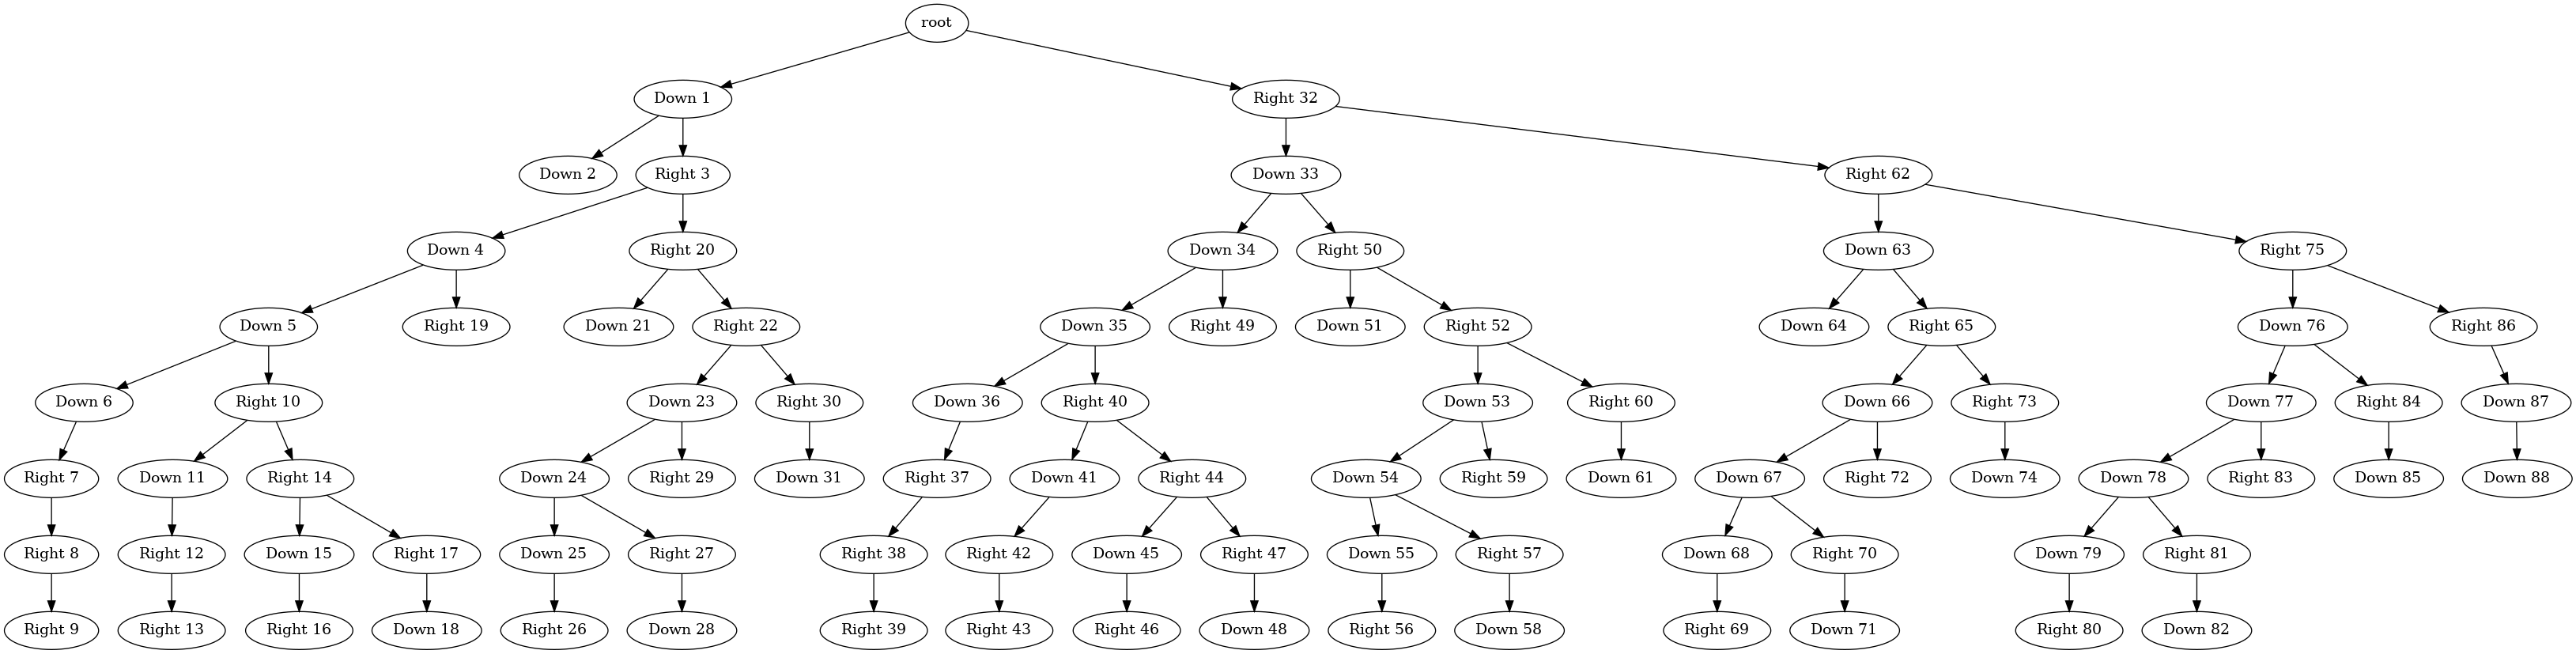 root
Down 1
Right 32
Down 2
Right 3
Down 33
Right 62
Down 4
Right 20
Down 34
Right 50
Down 63
Right 75
Down 5
Right 19
Down 21
Right 22
Down 35
Right 49
Down 51
Right 52
Down 64
Right 65
Down 76
Right 86
Down 6
Right 10
Down 23
Right 30
Down 36
Right 40
Down 53
Right 60
Down 66
Right 73
Down 77
Right 84
Down 87
Right 7
Down 11
Right 14
Down 24
Right 29
Down 31
Right 37
Down 41
Right 44
Down 54
Right 59
Down 61
Down 67
Right 72
Down 74
Down 78
Right 83
Down 85
Down 88
Right 8
Right 12
Down 15
Right 17
Down 25
Right 27
Right 38
Right 42
Down 45
Right 47
Down 55
Right 57
Down 68
Right 70
Down 79
Right 81
Right 9
Right 13
Right 16
Down 18
Right 26
Down 28
Right 39
Right 43
Right 46
Down 48
Right 56
Down 58
Right 69
Down 71
Right 80
Down 82